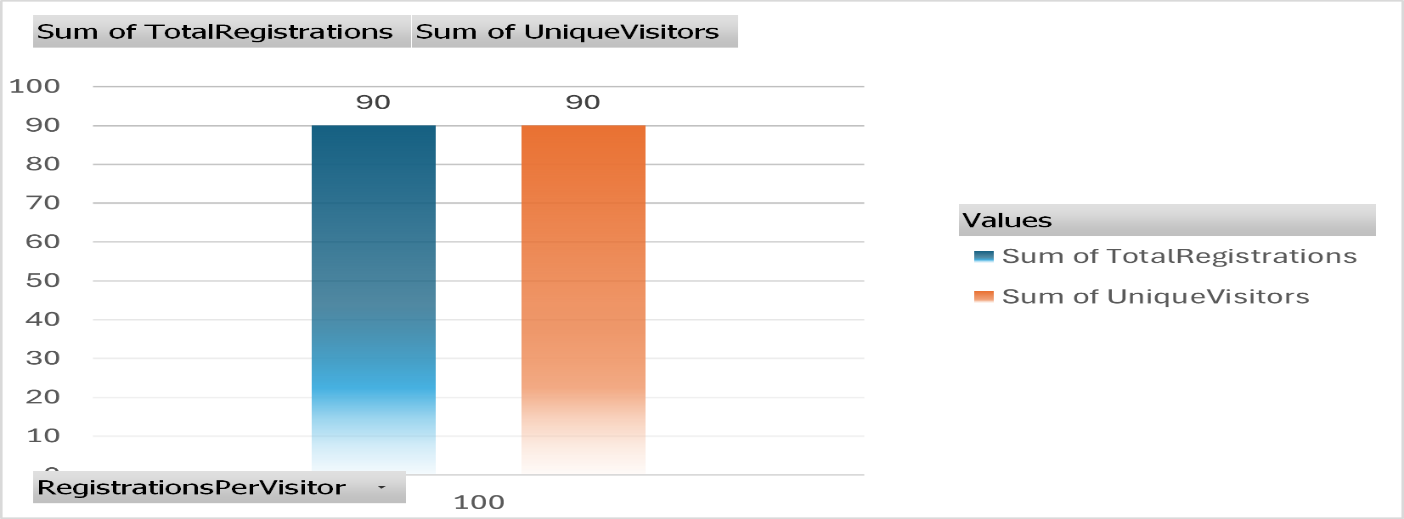 Sum of TotalRegistrations Sum of UniqueVisitors
100
90 90
90
80
70
60
50
40
30
20
10
0
Values
Sum of TotalRegistrations
Sum of UniqueVisitors
RegistrationsPerVisitor
100